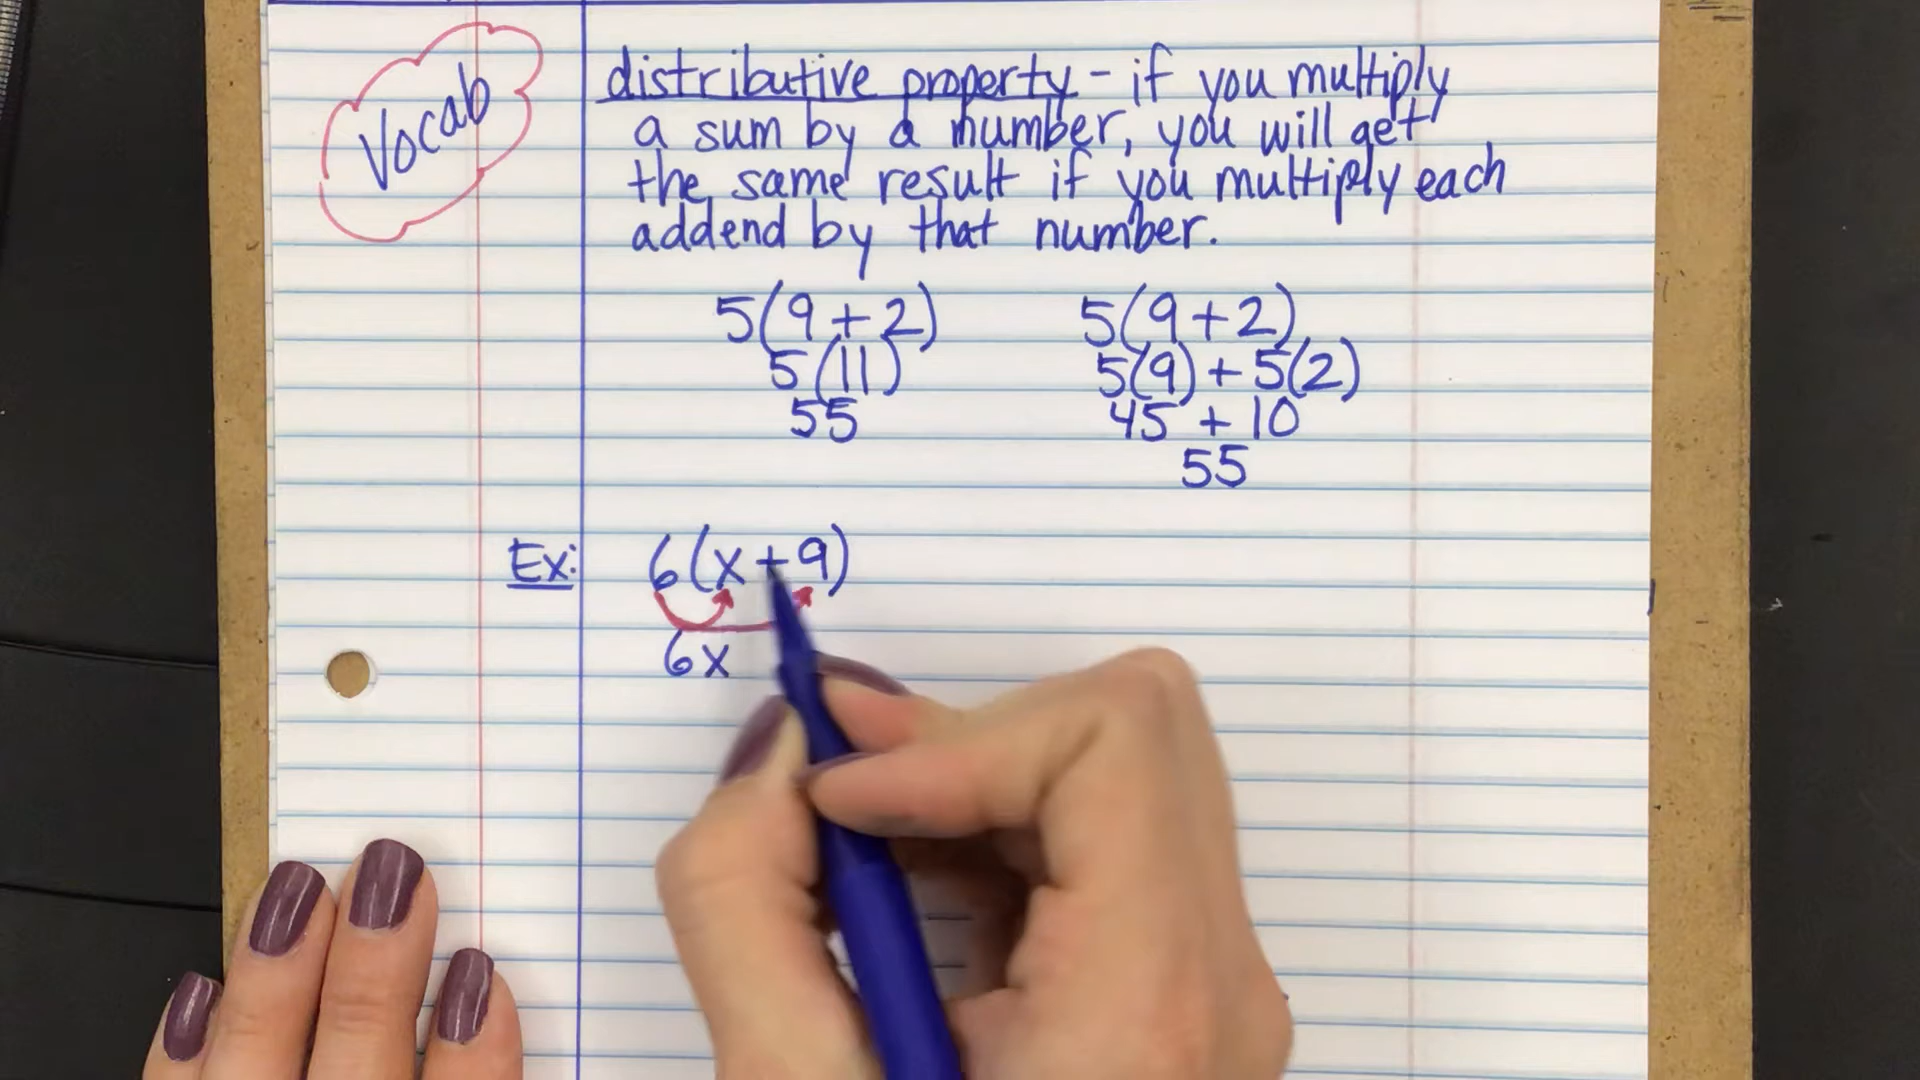 Vocab
distributive property - if you multiply
a sum by a number, you will get
the same result if you multiply each
addend by that number.
5(9+2) 5(9+2)
5(11) 5(9) + 5(2)
55 45 + 10
55
Ex: 6(x+9)
6x